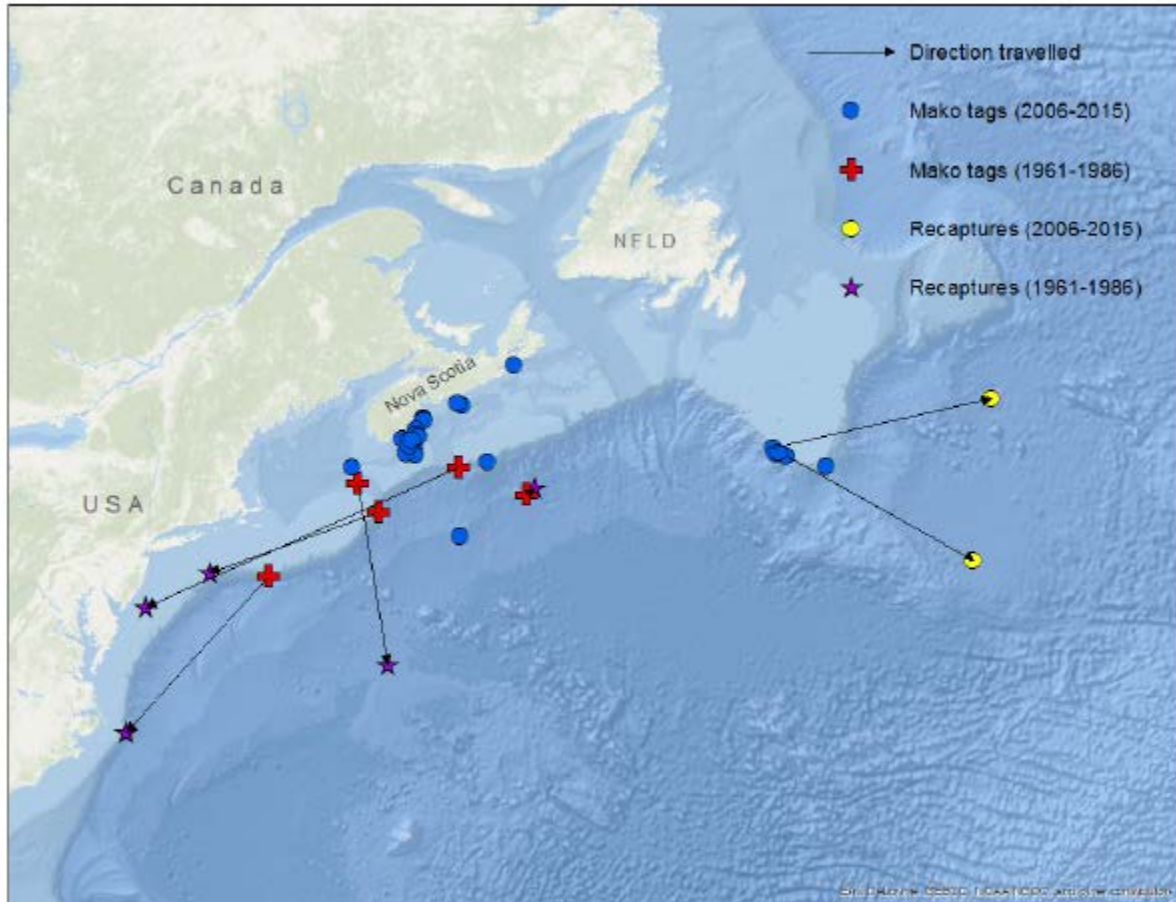 Direction travelled
Mako tags (2006-2015)
Canada
Mako tags (1961-1986)
NFLD
Recaptures (2006-2015)
Recaptures (1961-1986)
Nova Scotia
USA